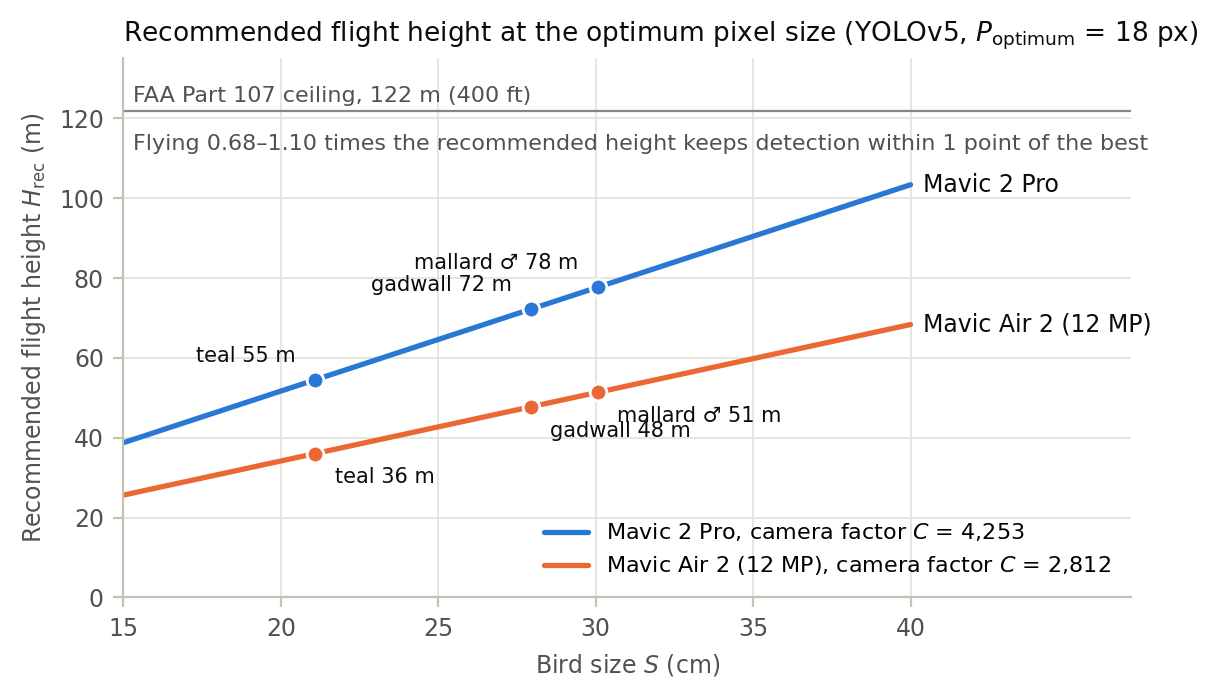 Recommended flight height at the optimum pixel size (YOLOv5, P_optimum = 18 px)
FAA Part 107 ceiling, 122 m (400 ft)
Flying 0.68–1.10 times the recommended height keeps detection within 1 point of the best
Recommended flight height H_rec (m)
120
100
80
60
40
20
0
Mavic 2 Pro
mallard ♂ 78 m
gadwall 72 m
teal 55 m
Mavic Air 2 (12 MP)
mallard ♂ 51 m
gadwall 48 m
teal 36 m
Mavic 2 Pro, camera factor C = 4,253
Mavic Air 2 (12 MP), camera factor C = 2,812
15 20 25 30 35 40
Bird size S (cm)